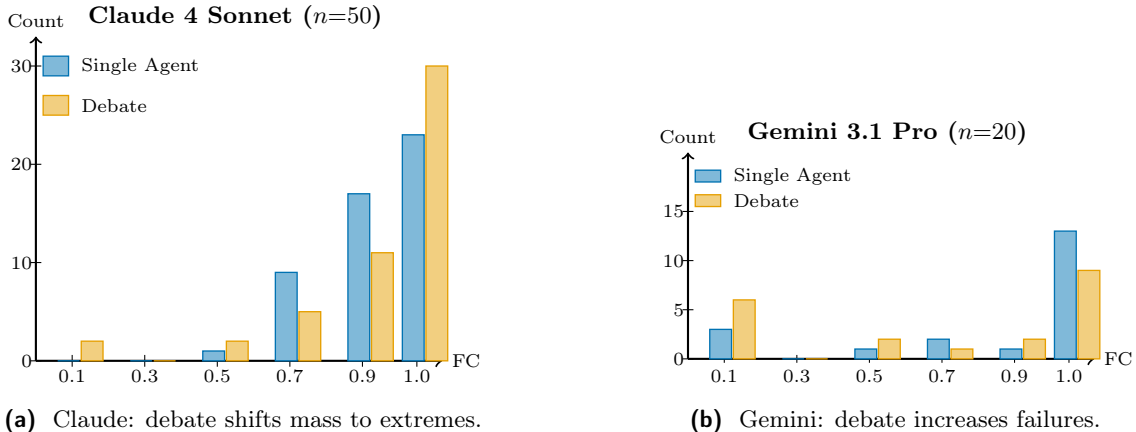 Claude 4 Sonnet (n=50)
Count
Single Agent
Debate
30
20
10
0
0.1 0.3 0.5 0.7 0.9 1.0
FC
(a) Claude: debate shifts mass to extremes.
Gemini 3.1 Pro (n=20)
Count
Single Agent
Debate
15
10
5
0
0.1 0.3 0.5 0.7 0.9 1.0
FC
(b) Gemini: debate increases failures.